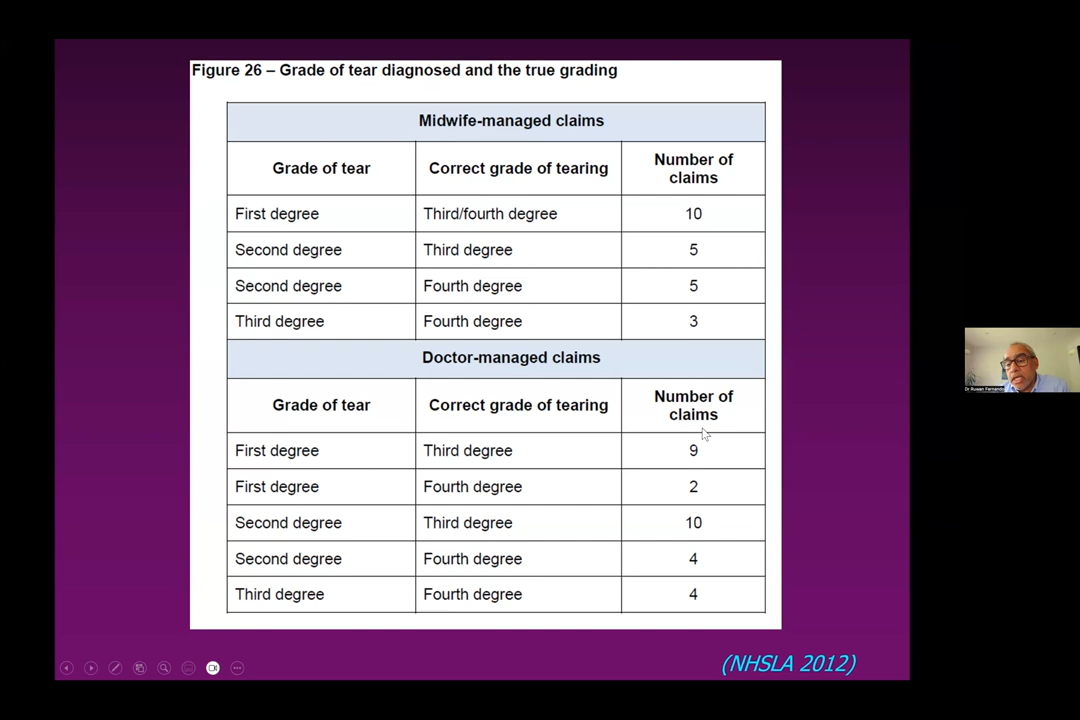 Figure 26 – Grade of tear diagnosed and the true grading
Midwife-managed claims
Grade of tear Correct grade of tearing Number of claims
First degree Third/fourth degree 10
Second degree Third degree 5
Second degree Fourth degree 5
Third degree Fourth degree 3
Doctor-managed claims
Grade of tear Correct grade of tearing Number of claims
First degree Third degree 9
First degree Fourth degree 2
Second degree Third degree 10
Second degree Fourth degree 4
Third degree Fourth degree 4
(NHSLA 2012)
Dr Ruwan Fernando